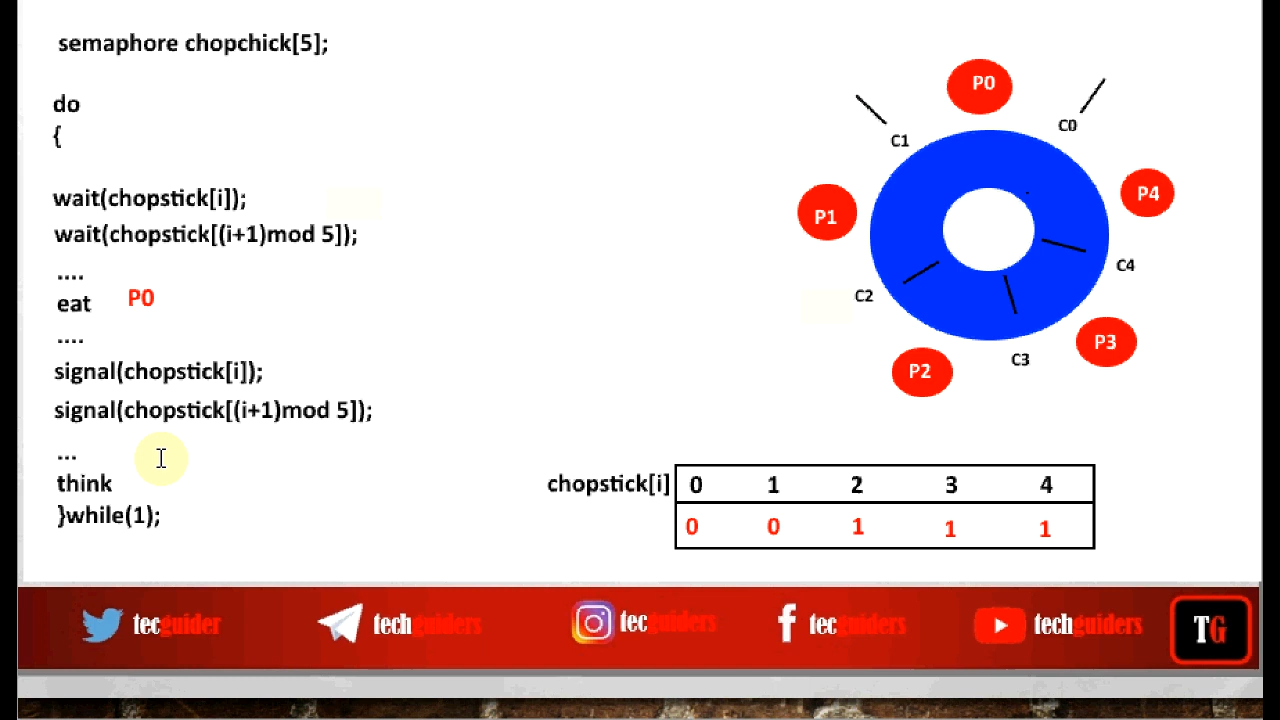 semaphore chopchick[5];
do
{
wait(chopstick[i]);
wait(chopstick[(i+1)mod 5]);
....
eat P0
....
signal(chopstick[i]);
signal(chopstick[(i+1)mod 5]);
...
think
}while(1);
P0
C1 C0
P1 P4
C2 C4
P2 C3 P3
chopstick[i] 0 1 2 3 4
0 0 1 1 1
tecguider techguiders tecguiders tecguiders techguiders TG